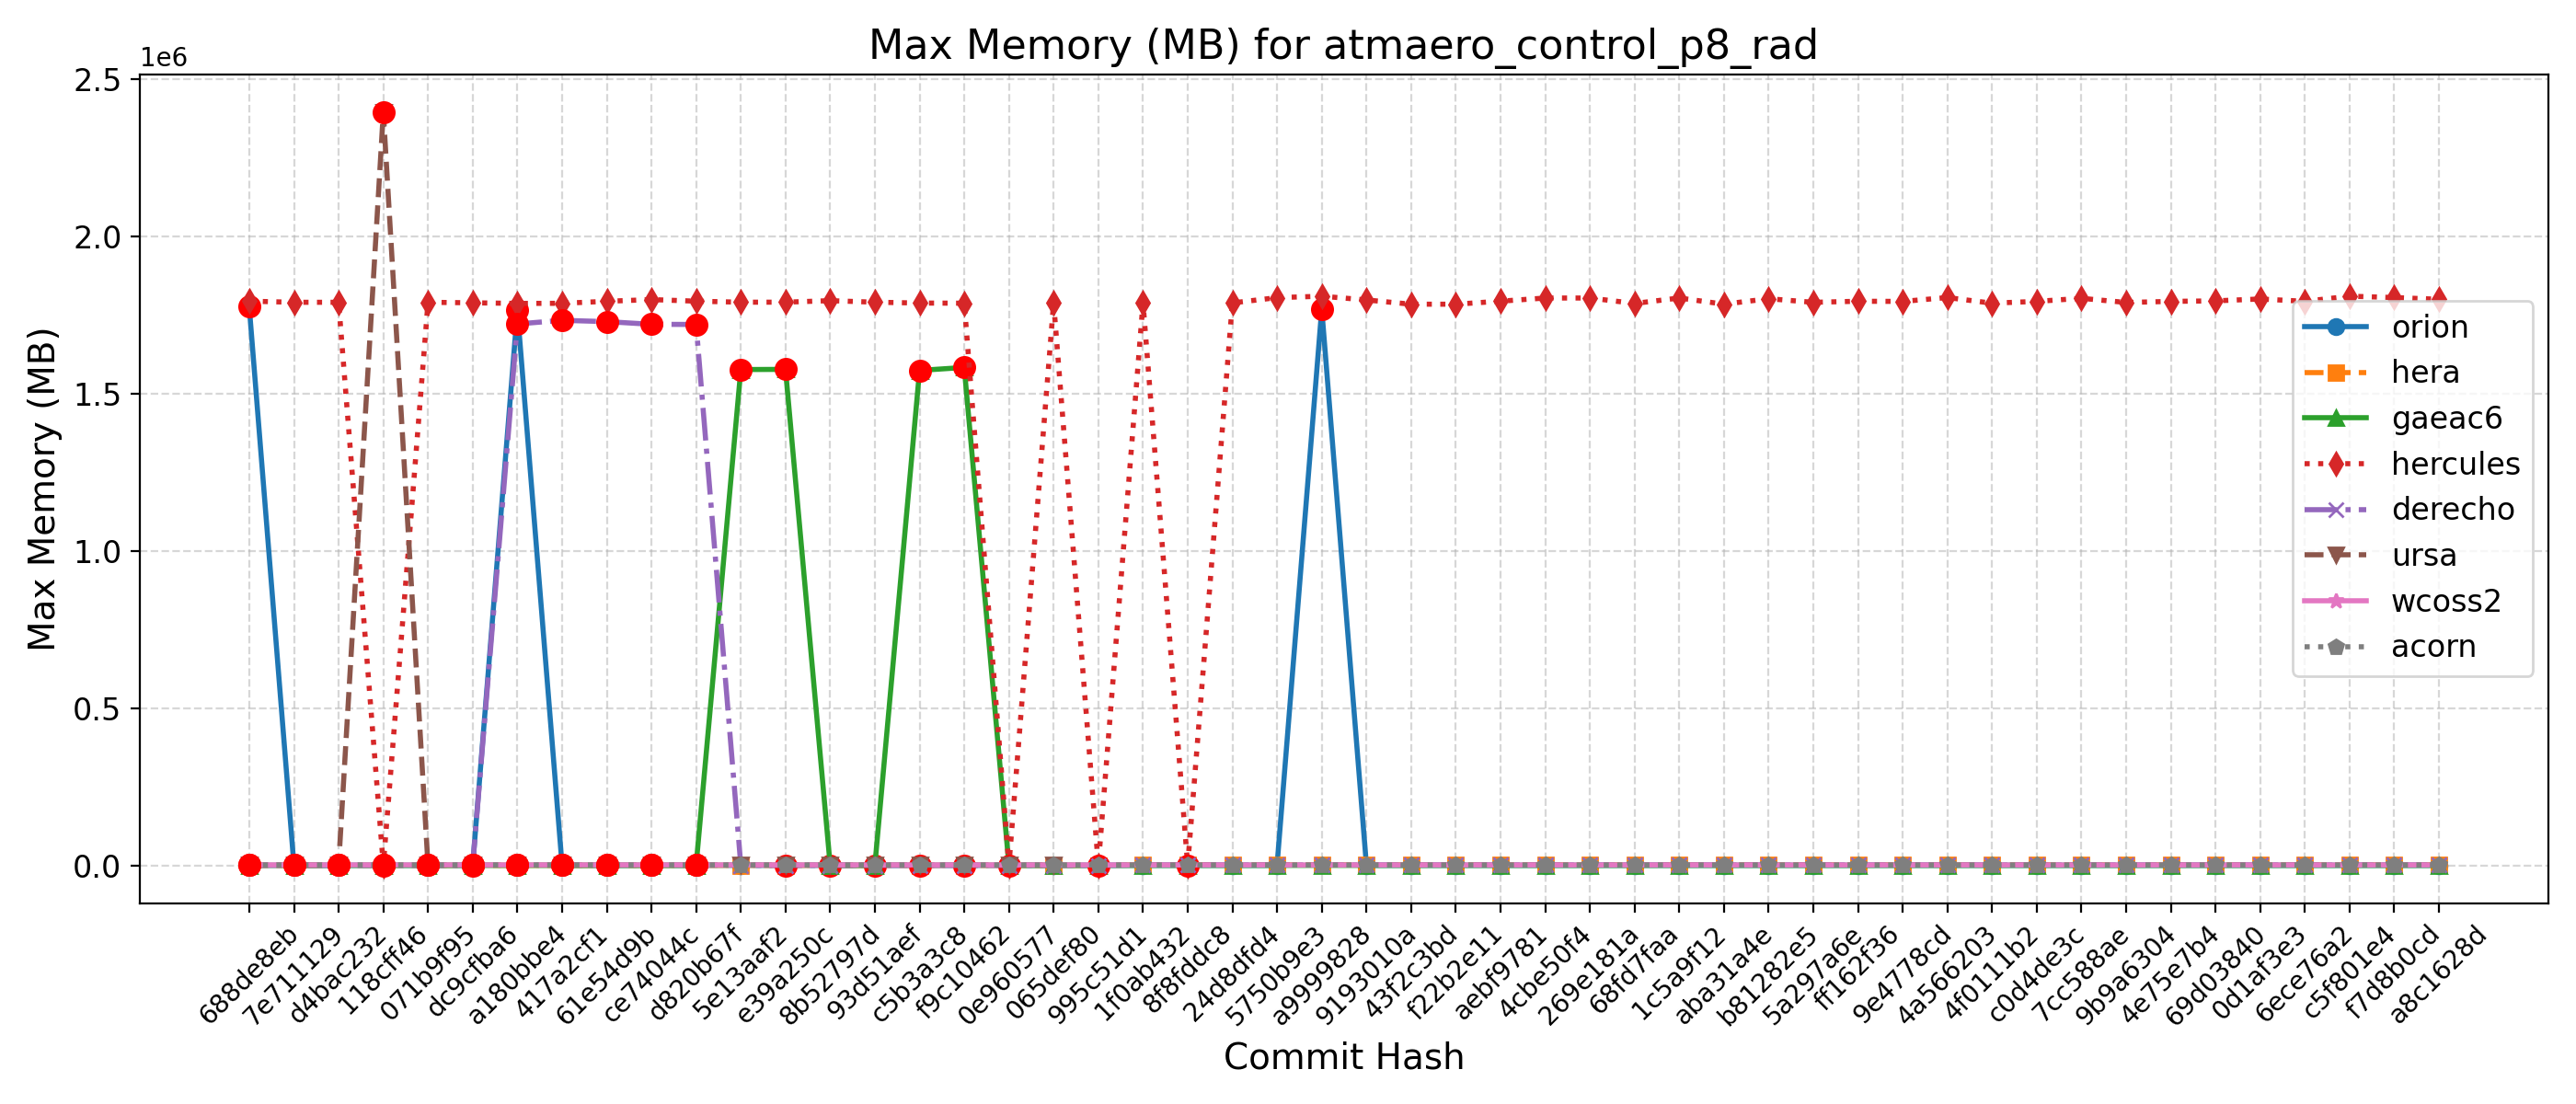 Max Memory (MB) for atmaero_control_p8_rad
1e6
2.5
2.0
1.5
1.0
0.5
0.0
Max Memory (MB)
orion
hera
gaeac6
hercules
derecho
ursa
wcoss2
acorn
688de8eb
7e711129
d4bac232
118cff46
071b9f95
dc9cfba6
a180bbe4
417a2cf1
61e54d9b
ce74044c
d820b67f
5e13aaf2
e39a250c
8b52797d
93d51aef
c5b3a3c8
f9c10462
0e960577
065def80
995c51d1
1f0ab432
8f8fddc8
24d8dfd4
5750b9e3
a9999828
9193010a
43f2c3bd
f22b2e11
aebf9781
4cbe50f4
269e181a
68fd7faa
1c5a9f12
aba31a4e
b81282e5
5a297a6e
ff162f36
9e4778cd
4a566203
4f0111b2
c0d4de3c
7cc588ae
9b9a6304
4e75e7b4
69d03840
0d1af3e3
6ece76a2
c5f801e4
f7d8b0cd
a8c1628d
Commit Hash